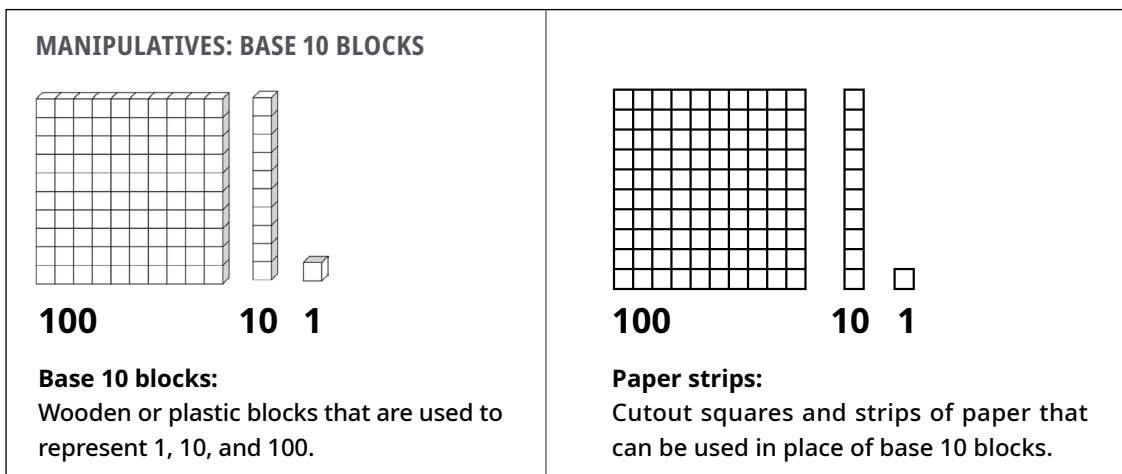 MANIPULATIVES: BASE 10 BLOCKS
100 10 1
Base 10 blocks:
Wooden or plastic blocks that are used to
represent 1, 10, and 100.
100 10 1
Paper strips:
Cutout squares and strips of paper that
can be used in place of base 10 blocks.